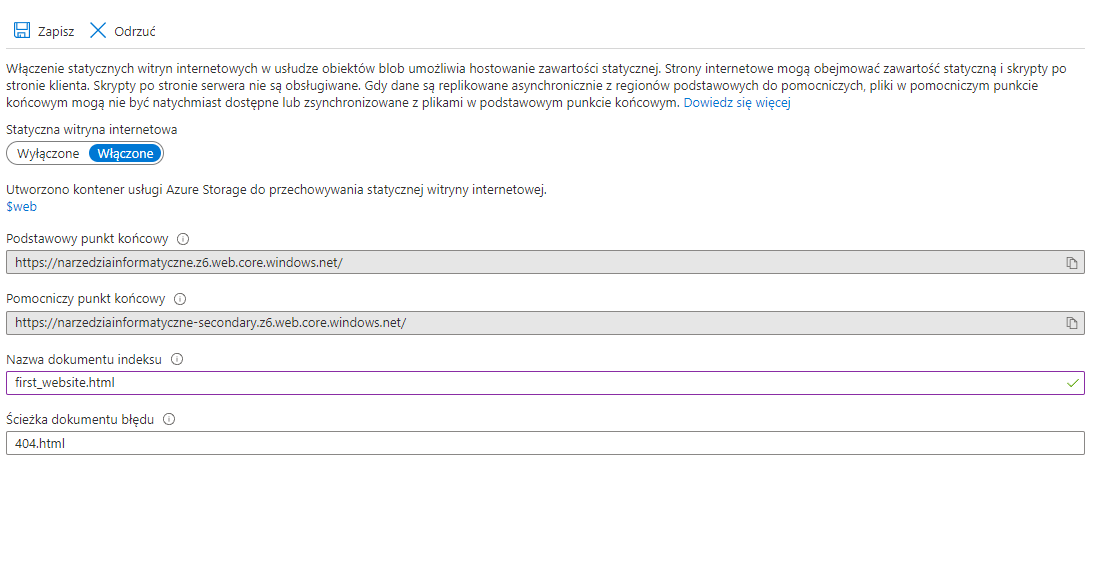 Zapisz Odrzuć
Włączenie statycznych witryn internetowych w usłudze obiektów blob umożliwia hostowanie zawartości statycznej. Strony internetowe mogą obejmować zawartość statyczną i skrypty po
stronie klienta. Skrypty po stronie serwera nie są obsługiwane. Gdy dane są replikowane asynchronicznie z regionów podstawowych do pomocniczych, pliki w pomocniczym punkcie
końcowym mogą nie być natychmiast dostępne lub zsynchronizowane z plikami w podstawowym punkcie końcowym. Dowiedz się więcej
Statyczna witryna internetowa
Wyłączone Włączone
Utworzono kontener usługi Azure Storage do przechowywania statycznej witryny internetowej.
$web
Podstawowy punkt końcowy
https://narzedziainformatyczne.z6.web.core.windows.net/
Pomocniczy punkt końcowy
https://narzedziainformatyczne-secondary.z6.web.core.windows.net/
Nazwa dokumentu indeksu
first_website.html
Ścieżka dokumentu błędu
404.html